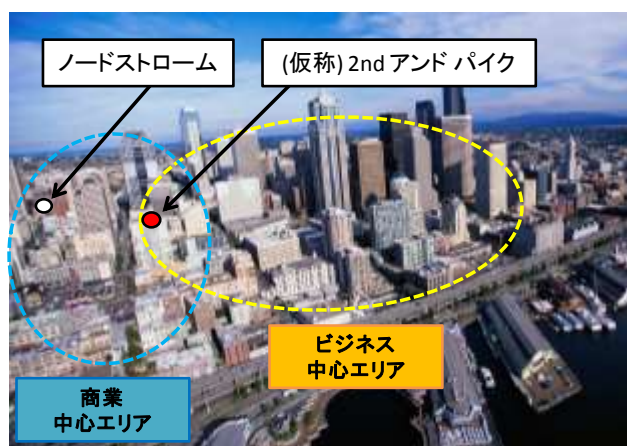 ノードストローム
(仮称) 2nd アンド パイク
ビジネス
中心エリア
商業
中心エリア